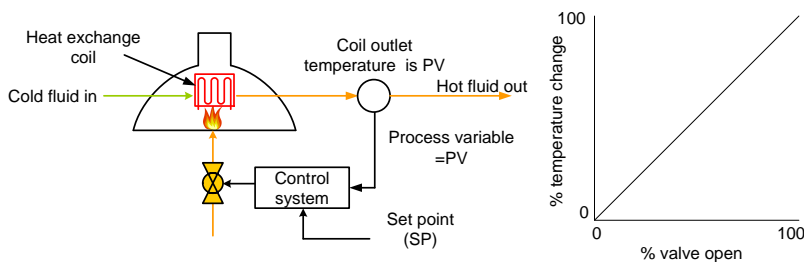 Heat exchange
coil
Cold fluid in
Coil outlet
temperature is PV
Hot fluid out
Process variable
=PV
Control
system
Set point
(SP)
100
% temperature change
0
0
100
% valve open